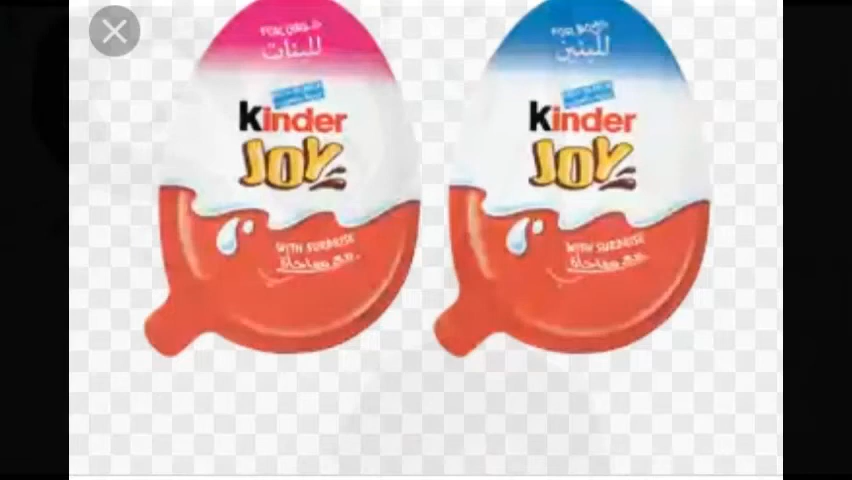 FOR GIRLS
للبنات
kinder
JOY
WITH SURPRISE
مع مفاجأة
FOR BOYS
للبنين
kinder
JOY
WITH SURPRISE
مع مفاجأة